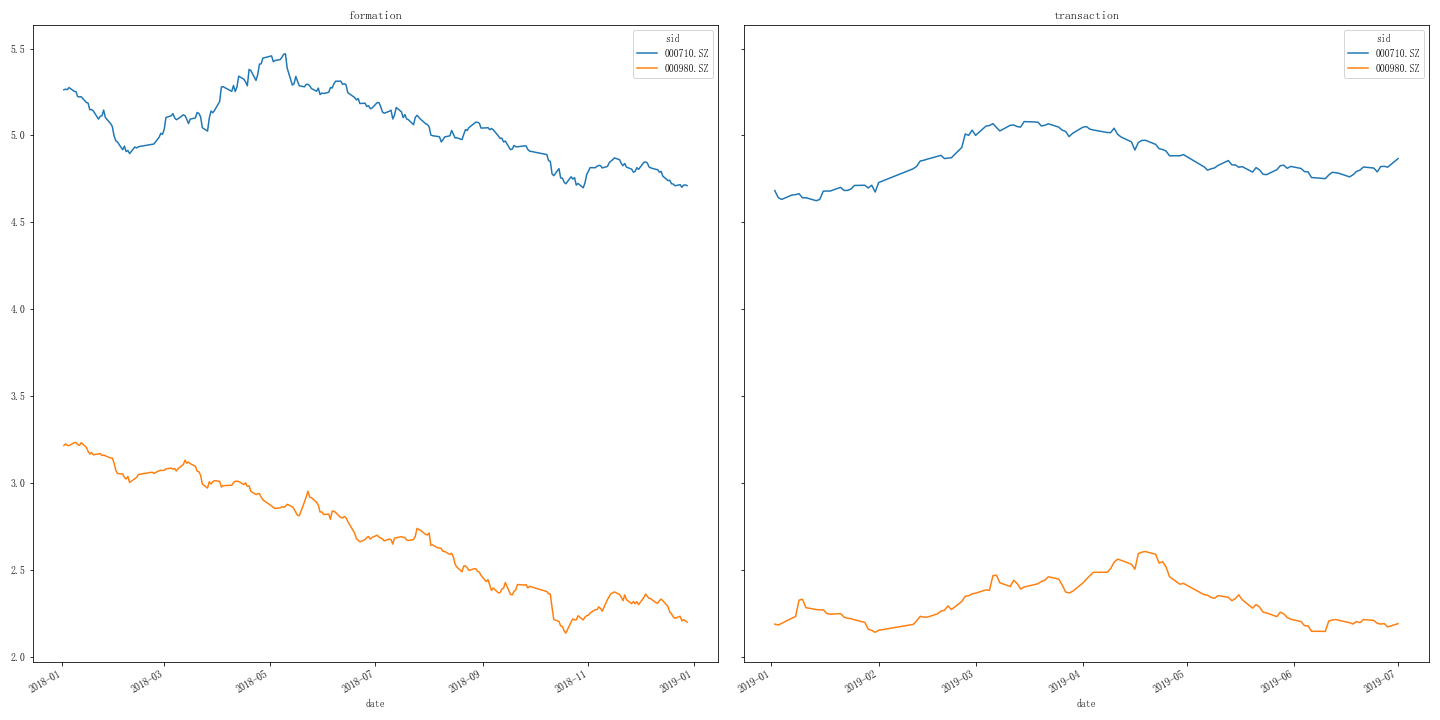 formation
transaction
sid
000710.SZ
000980.SZ
sid
000710.SZ
000980.SZ
5.5
5.0
4.5
4.0
3.5
3.0
2.5
2.0
2018-01
2018-03
2018-05
2018-07
2018-09
2018-11
2019-01
date
2019-01
2019-02
2019-03
2019-04
2019-05
2019-06
2019-07
date